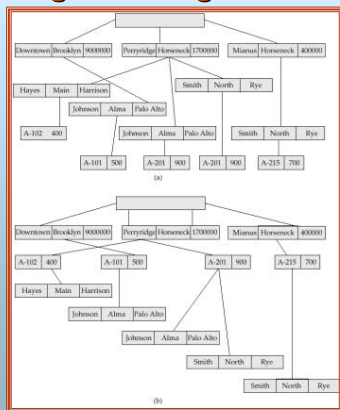 Downtown Brooklyn 9000000 Perryridge Horseneck 1700000 Mianus Horseneck 400000
Hayes Main Harrison
Smith North Rye
Johnson Alma Palo Alto
A-102 400
Johnson Alma Palo Alto
Smith North Rye
A-101 500 A-201 900 A-201 900 A-215 700
(a)
Downtown Brooklyn 9000000 Perryridge Horseneck 1700000 Mianus Horseneck 400000
A-102 400 A-101 500 A-201 900 A-215 700
Hayes Main Harrison
Johnson Alma Palo Alto
Johnson Alma Palo Alto
Smith North Rye
Smith North Rye
(b)